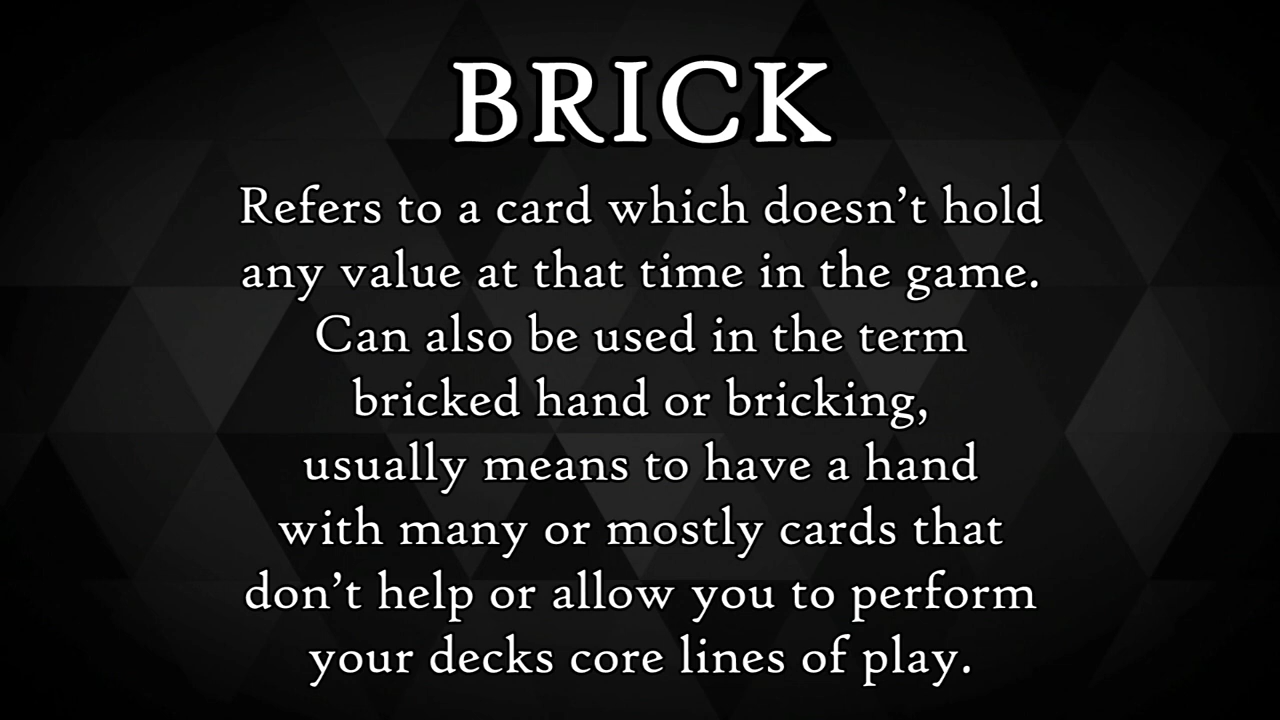 BRICK
Refers to a card which doesn’t hold
any value at that time in the game.
Can also be used in the term
bricked hand or bricking,
usually means to have a hand
with many or mostly cards that
don’t help or allow you to perform
your decks core lines of play.